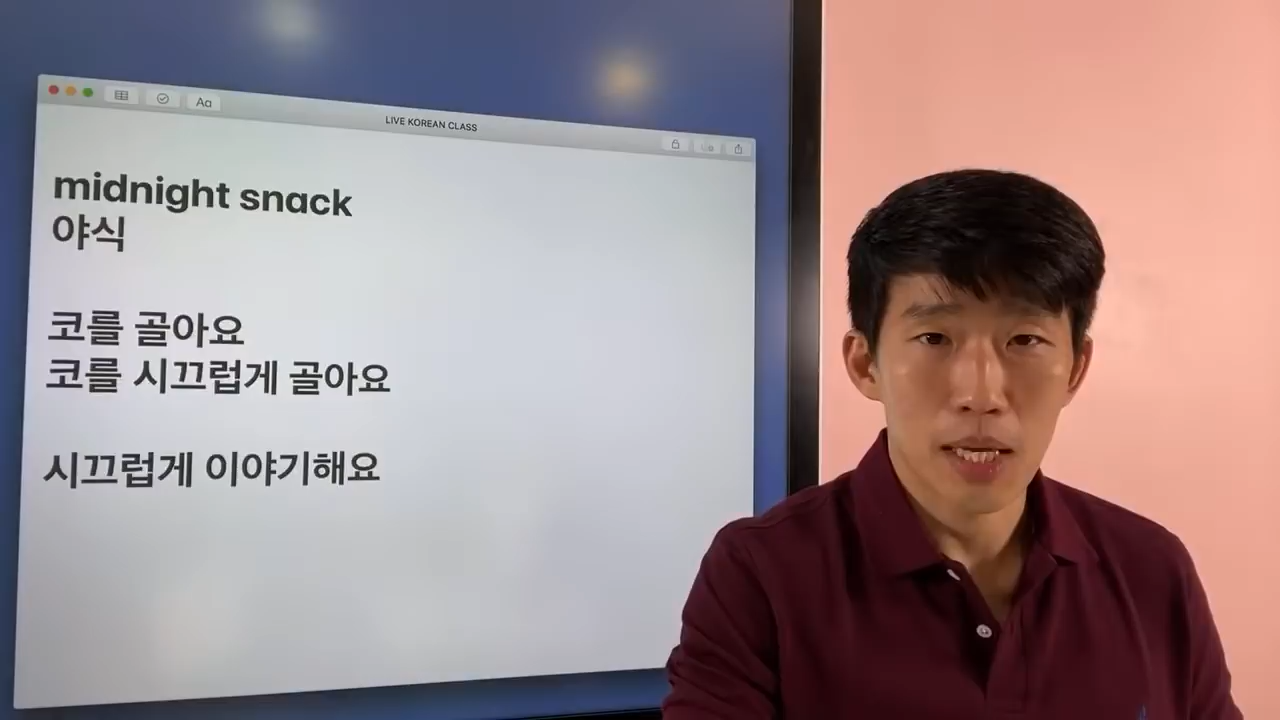 Aa
LIVE KOREAN CLASS
midnight snack
야식
코를 골아요
코를 시끄럽게 골아요
시끄럽게 이야기해요